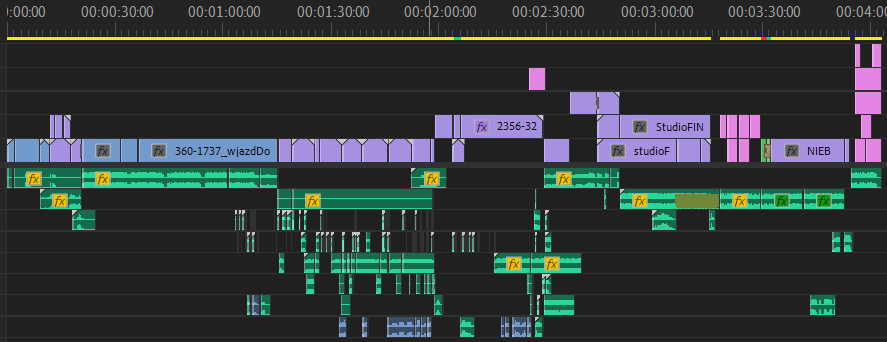 :00:00 00:00:30:00 00:01:00:00 00:01:30:00 00:02:00:00 00:02:30:00 00:03:00:00 00:03:30:00 00:04:00
fx 2356-32 fx StudioFIN
fx fx 360-1737_wjazdDo fx studioF fx NIEB
fx fx fx fx
fx fx fx fx fx fx
fx fx